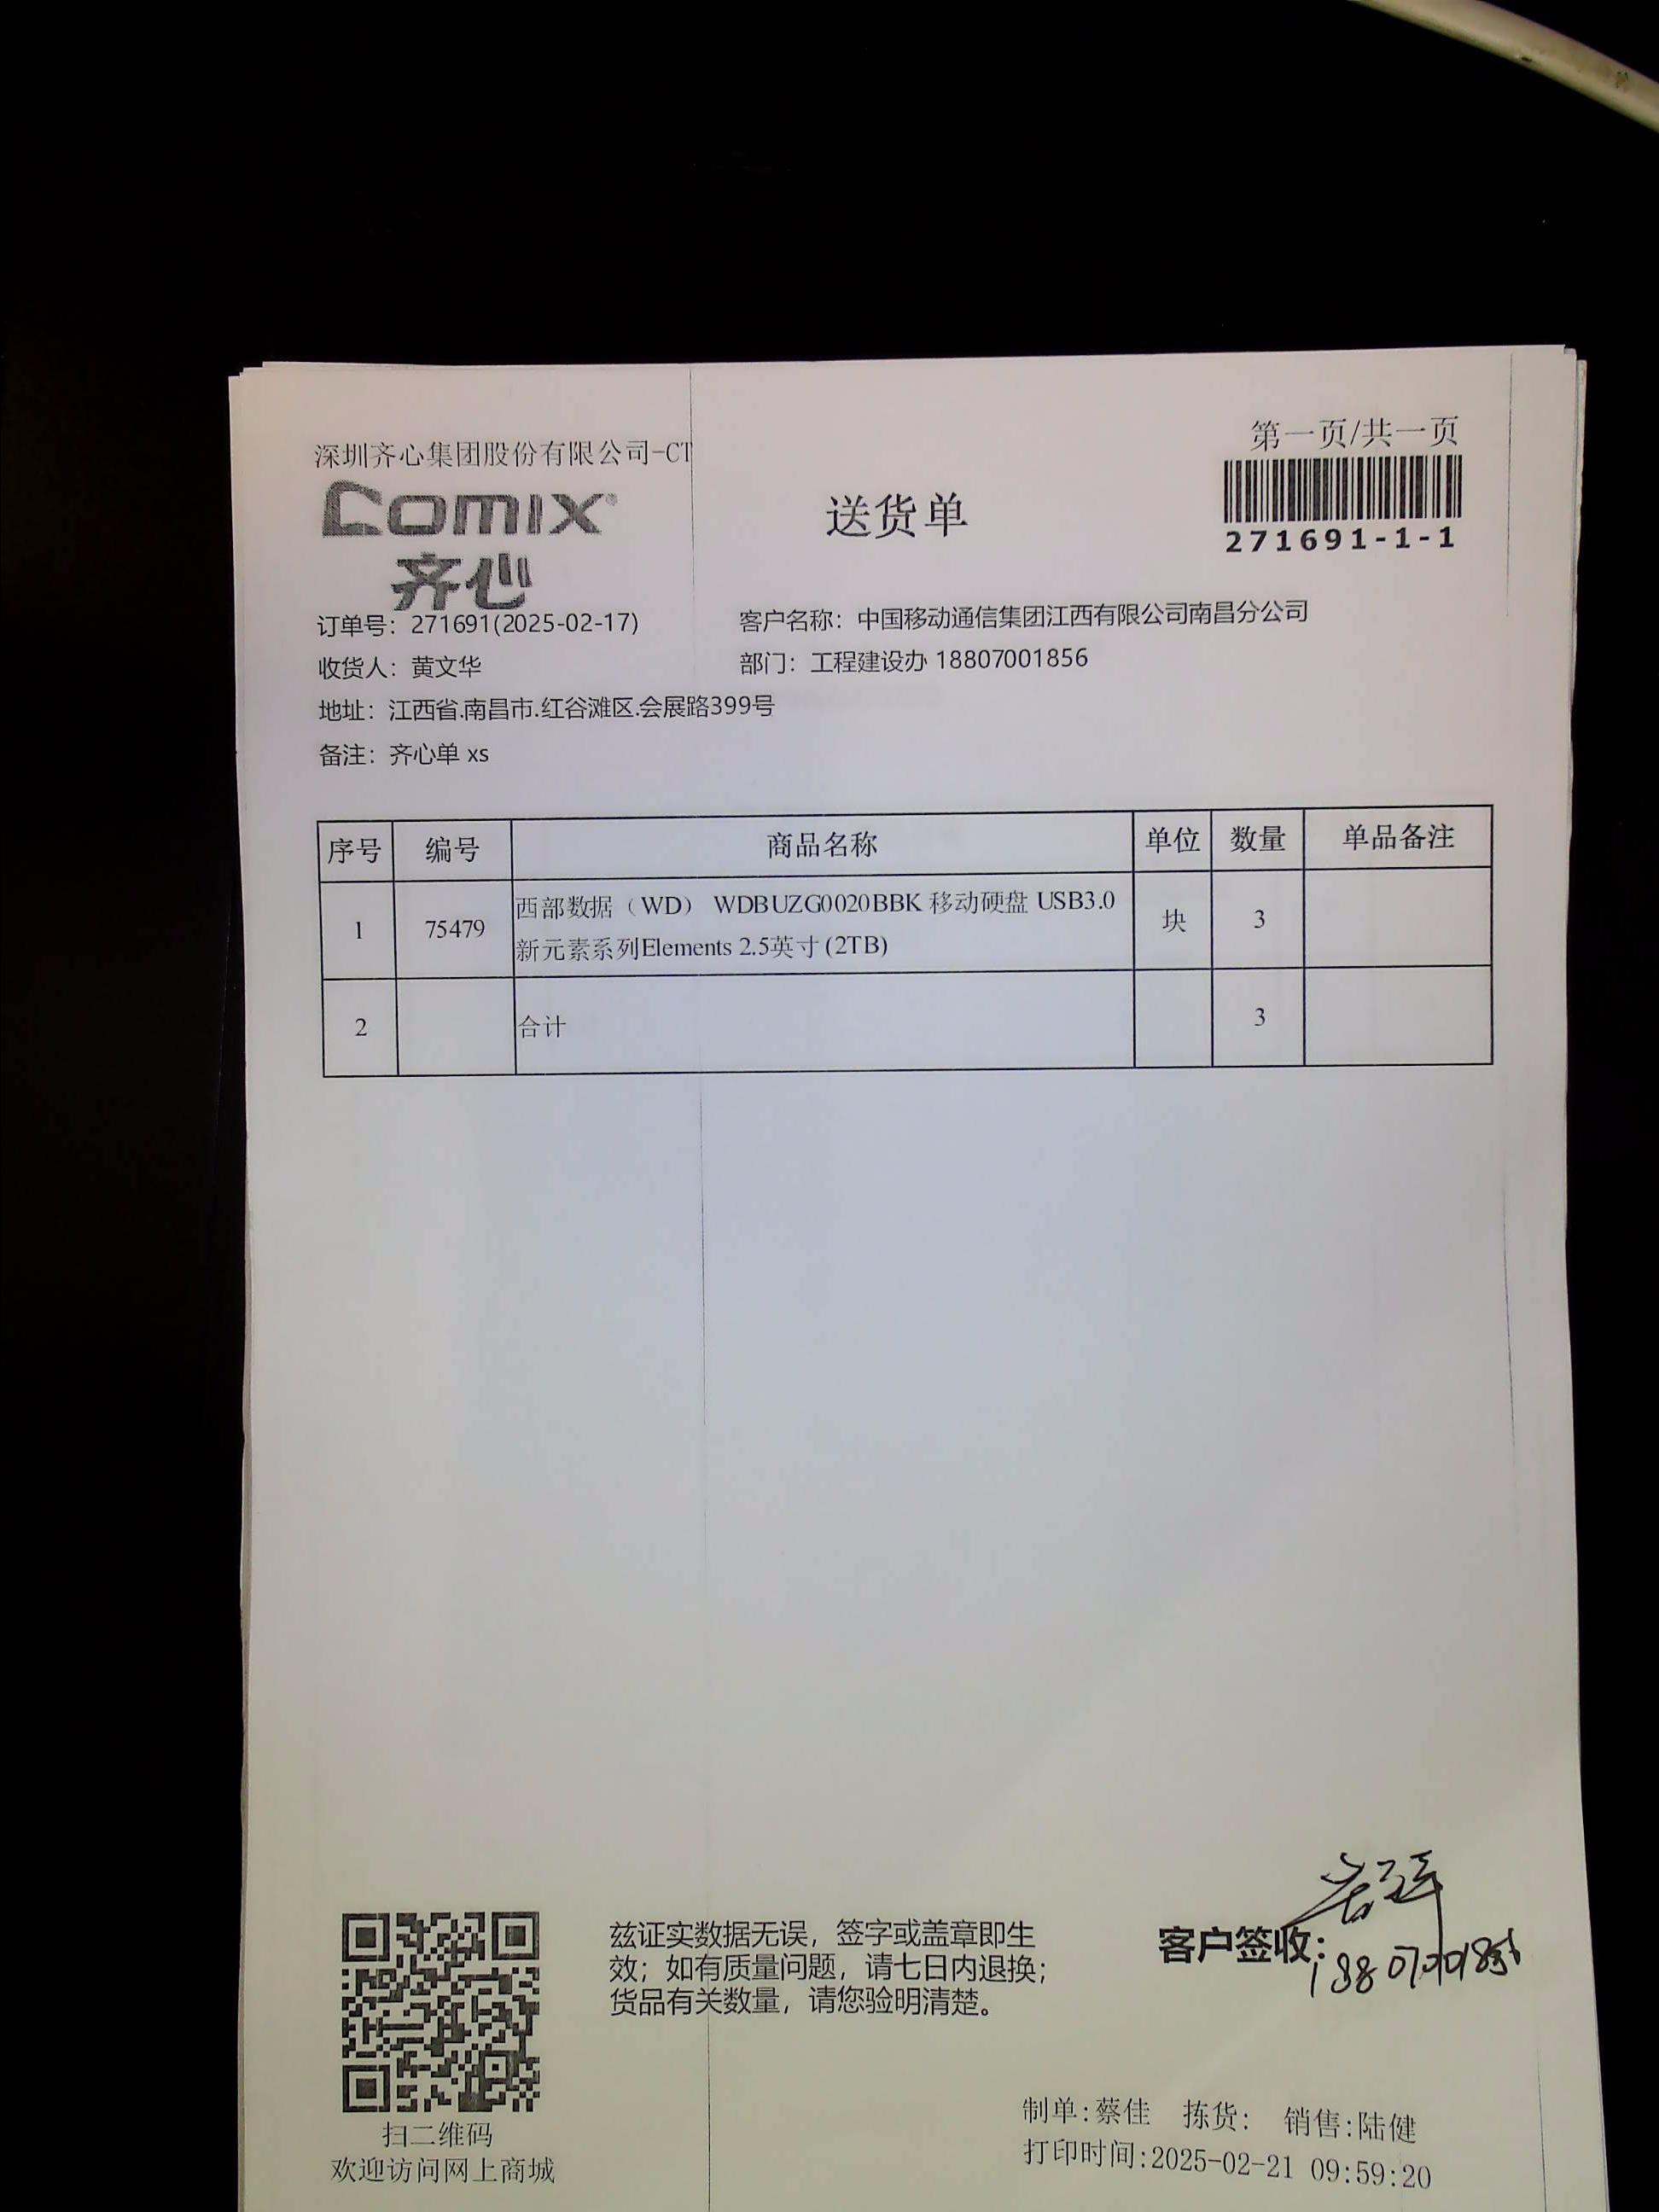 第一页/共一页
深圳齐心集团股份有限公司-CT
comix®
齐心
送货单
271691-1-1
订单号：271691(2025-02-17)
客户名称：中国移动通信集团江西有限公司南昌分公司
收货人：黄文华
部门：工程建设办 18807001856
地址：江西省.南昌市.红谷滩区.会展路399号
备注：齐心单 xs
序号 编号 商品名称 单位 数量 单品备注
1 75479 西部数据（WD） WDBUZG0020BBK 移动硬盘 USB3.0 块 3
新元素系列Elements 2.5英寸 (2TB)
2 合计 3
兹证实数据无误，签字或盖章即生
效；如有质量问题，请七日内退换；
货品有关数量，请您验明清楚。
客户签收：
扫二维码
欢迎访问网上商城
制单:蔡佳 拣货: 销售:陆健
打印时间:2025-02-21 09:59:20